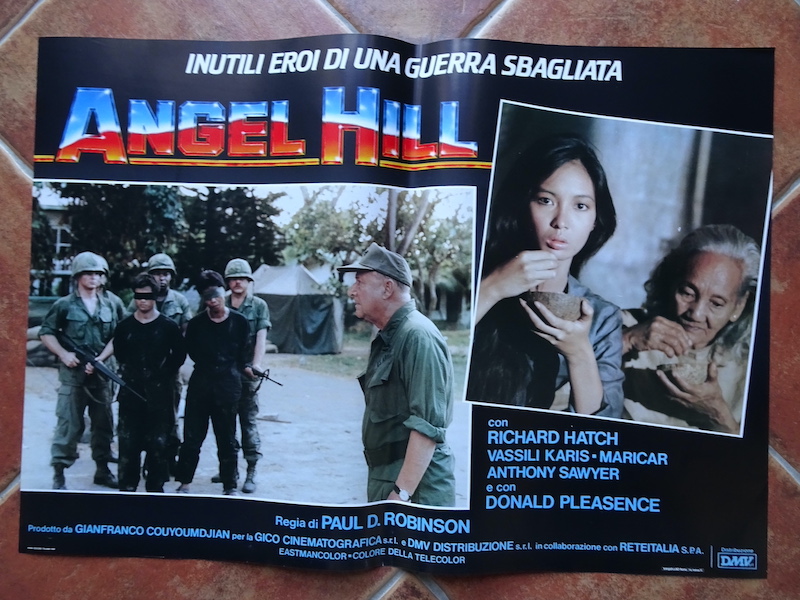 INUTILI EROI DI UNA GUERRA SBAGLIATA
ANGEL HILL
con
RICHARD HATCH
VASSILI KARIS - MARICAR
ANTHONY SAWYER
e con
DONALD PLEASENCE
Regia di PAUL D. ROBINSON
Prodotto da GIANFRANCO COUYOUMDJIAN per la GICO CINEMATOGRAFICA s.r.l. e DMV DISTRIBUZIONE s.r.l. in collaborazione con RETEITALIA S.P.A.
EASTMANCOLOR - COLORE DELLA TELECOLOR
Distribuzione
DMV